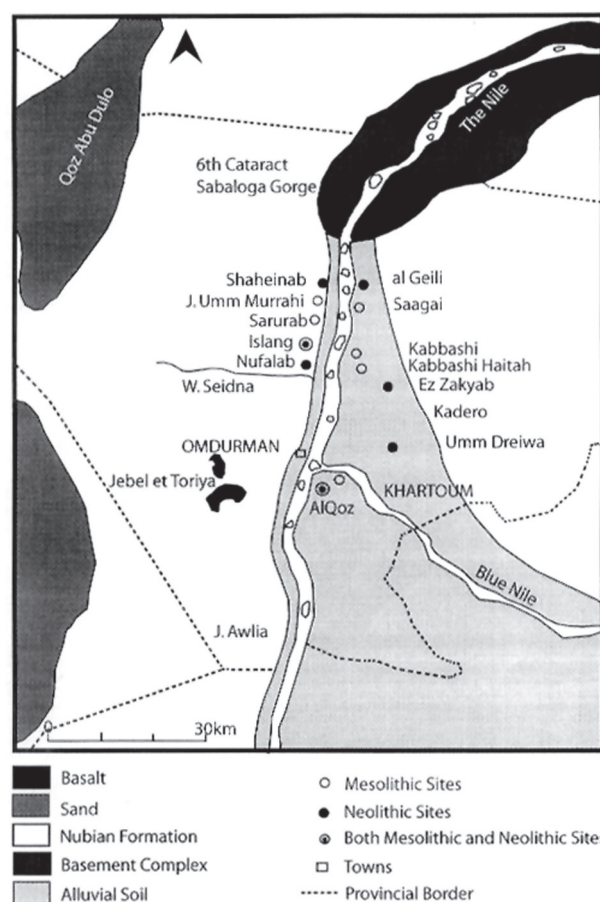 Qoz Abu Dulo
The Nile
6th Cataract
Sabaloga Gorge
Shaheinab
al Geili
J. Umm Murrahi
Saagai
Sarurab
Islang
Kabbashi
Nufalab
Kabbashi Haitah
W. Seidna
Ez Zakyab
Kadero
OMDURMAN
Umm Dreiwa
Jebel et Toriya
KHARTOUM
AlQoz
Blue Nile
J. Awlia
0
30km
Basalt
Sand
Nubian Formation
Basement Complex
Alluvial Soil
Mesolithic Sites
Neolithic Sites
Both Mesolithic and Neolithic Sites
Towns
Provincial Border